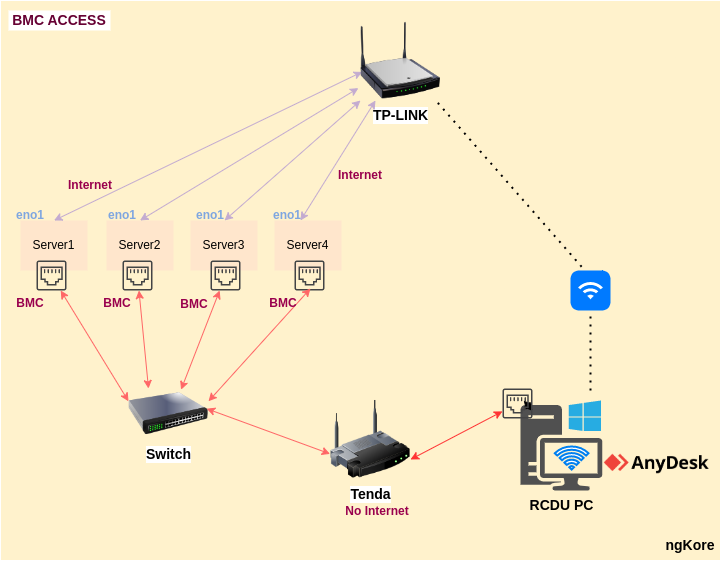 BMC ACCESS
TP-LINK
Internet
Internet
eno1
eno1
eno1
eno1
Server1
Server2
Server3
Server4
BMC
BMC
BMC
BMC
Switch
Tenda
No Internet
AnyDesk
RCDU PC
ngKore